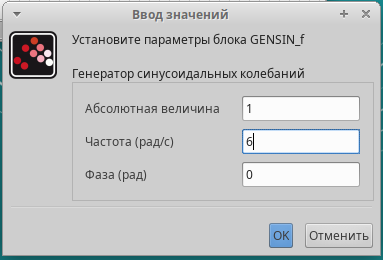 Ввод значений
Установите параметры блока GENSIN_f
Генератор синусоидальных колебаний
Абсолютная величина 1
Частота (рад/с) 6
Фаза (рад) 0
OK Отменить